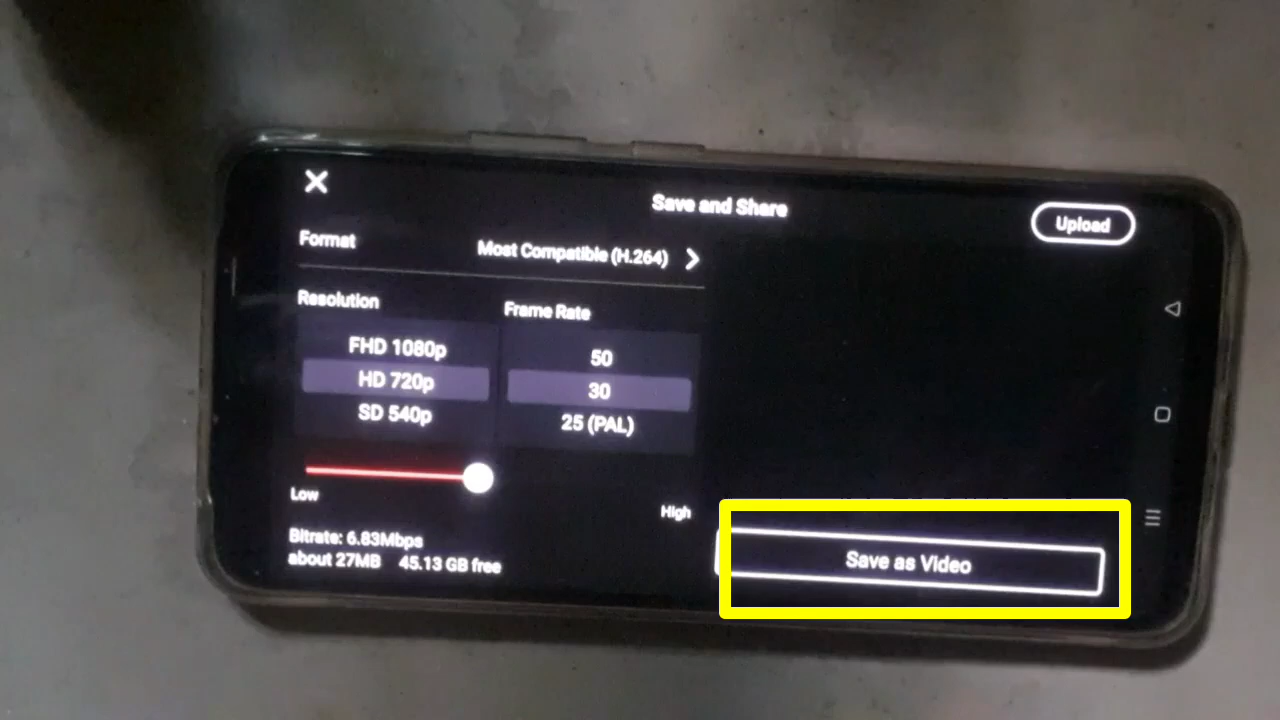 Save and Share
Upload
Format
Most Compatible (H.264)
Resolution
Frame Rate
FHD 1080p
HD 720p
SD 540p
50
30
25 (PAL)
Low
High
Bitrate: 6.83Mbps
about 27MB 45.13 GB free
Save as Video